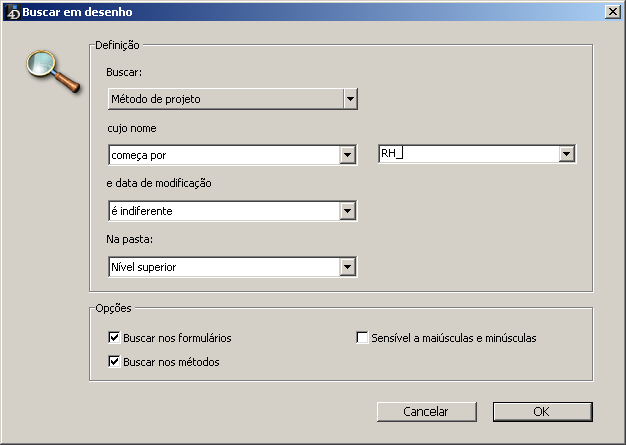 Buscar em desenho
Definição
Buscar:
Método de projeto
cujo nome
começa por
RH_
e data de modificação
é indiferente
Na pasta:
Nível superior
Opções
Buscar nos formulários
Sensível a maiúsculas e minúsculas
Buscar nos métodos
Cancelar
OK